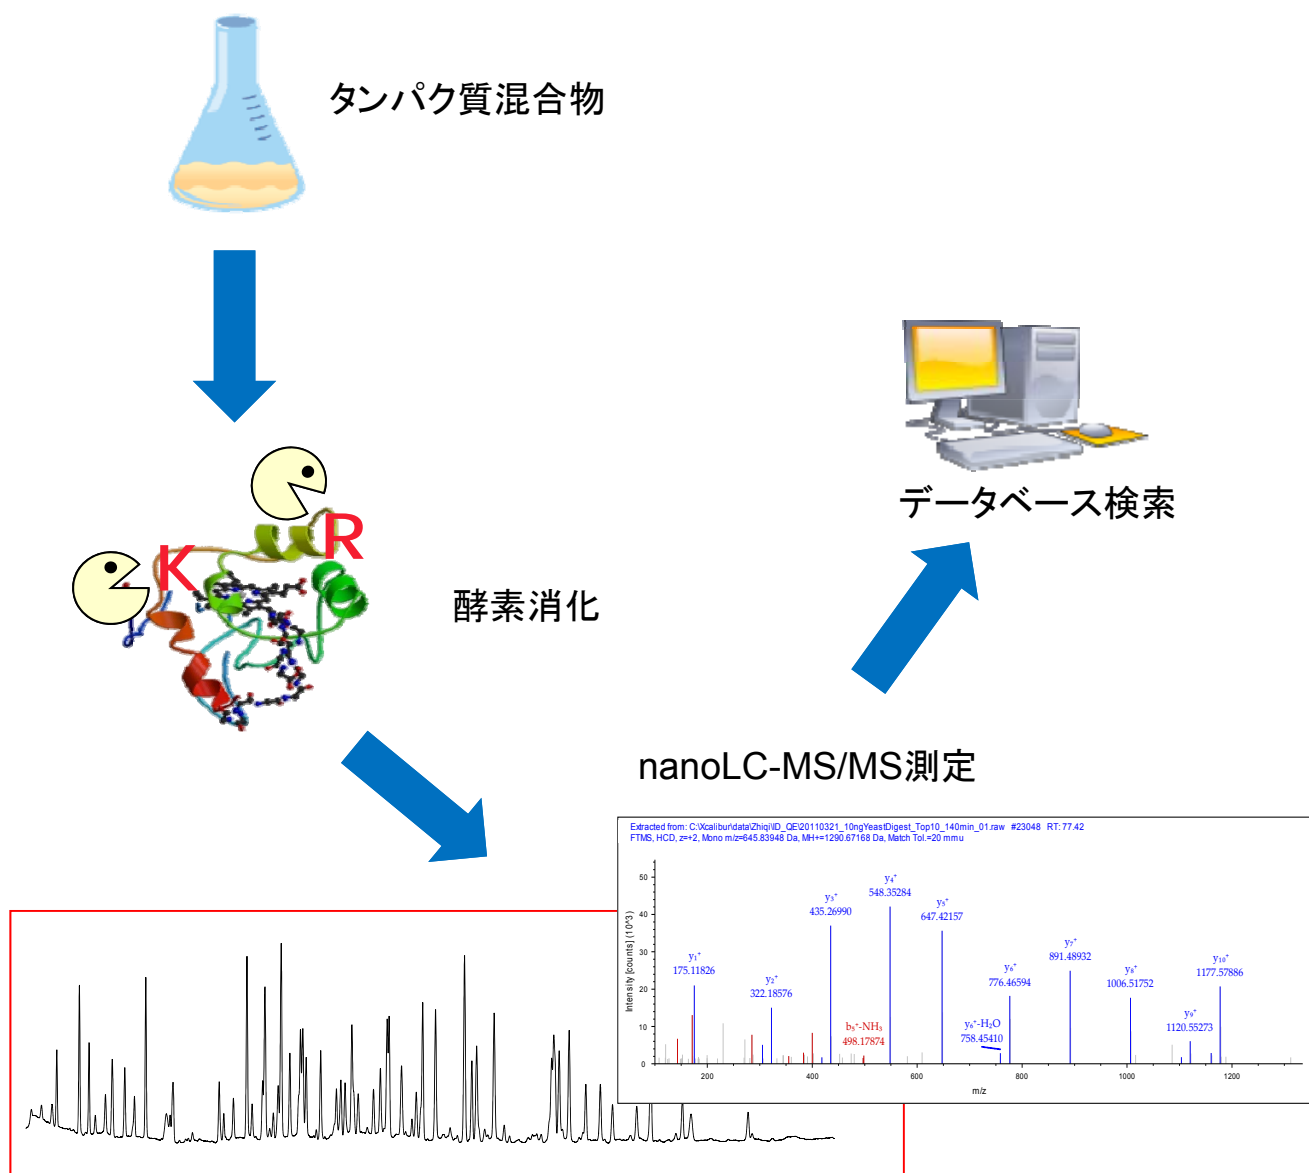 タンパク質混合物
K
R
酵素消化
データベース検索
nanoLC-MS/MS測定
Extracted from: C:\Xcalibur\data\Zhiqi\ID_QE\20110321_10ngYeastDigest_Top10_140min_01.raw #23048 RT: 77.42
FTMS, HCD, z=+2, Mono m/z=645.83948 Da, MH+=1290.67168 Da, Match Tol.=20 mmu
Intensity [counts] (10^3)
50
40
30
20
10
0
y₁⁺
175.11826
y₂⁺
322.18576
y₃⁺
435.26990
y₄⁺
548.35284
y₅⁺
647.42157
y₆⁺
776.46594
y₇⁺
891.48932
y₈⁺
1006.51752
y₉⁺
1120.55273
y₁₀⁺
1177.57886
b₅⁺-NH₃
498.17874
y₆⁺-H₂O
758.45410
200
400
600
800
1000
1200
m/z